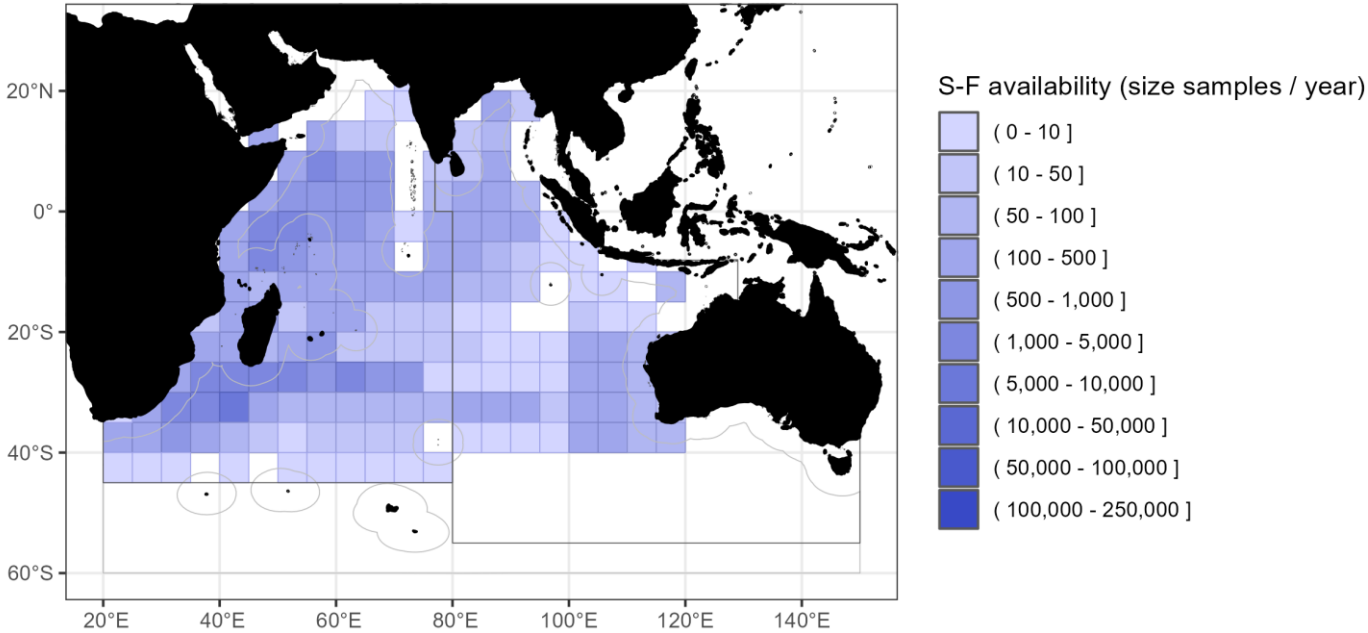 S-F availability (size samples / year)
( 0 - 10 ]
( 10 - 50 ]
( 50 - 100 ]
( 100 - 500 ]
( 500 - 1,000 ]
( 1,000 - 5,000 ]
( 5,000 - 10,000 ]
( 10,000 - 50,000 ]
( 50,000 - 100,000 ]
( 100,000 - 250,000 ]
20°N
0°
20°S
40°S
60°S
20°E 40°E 60°E 80°E 100°E 120°E 140°E